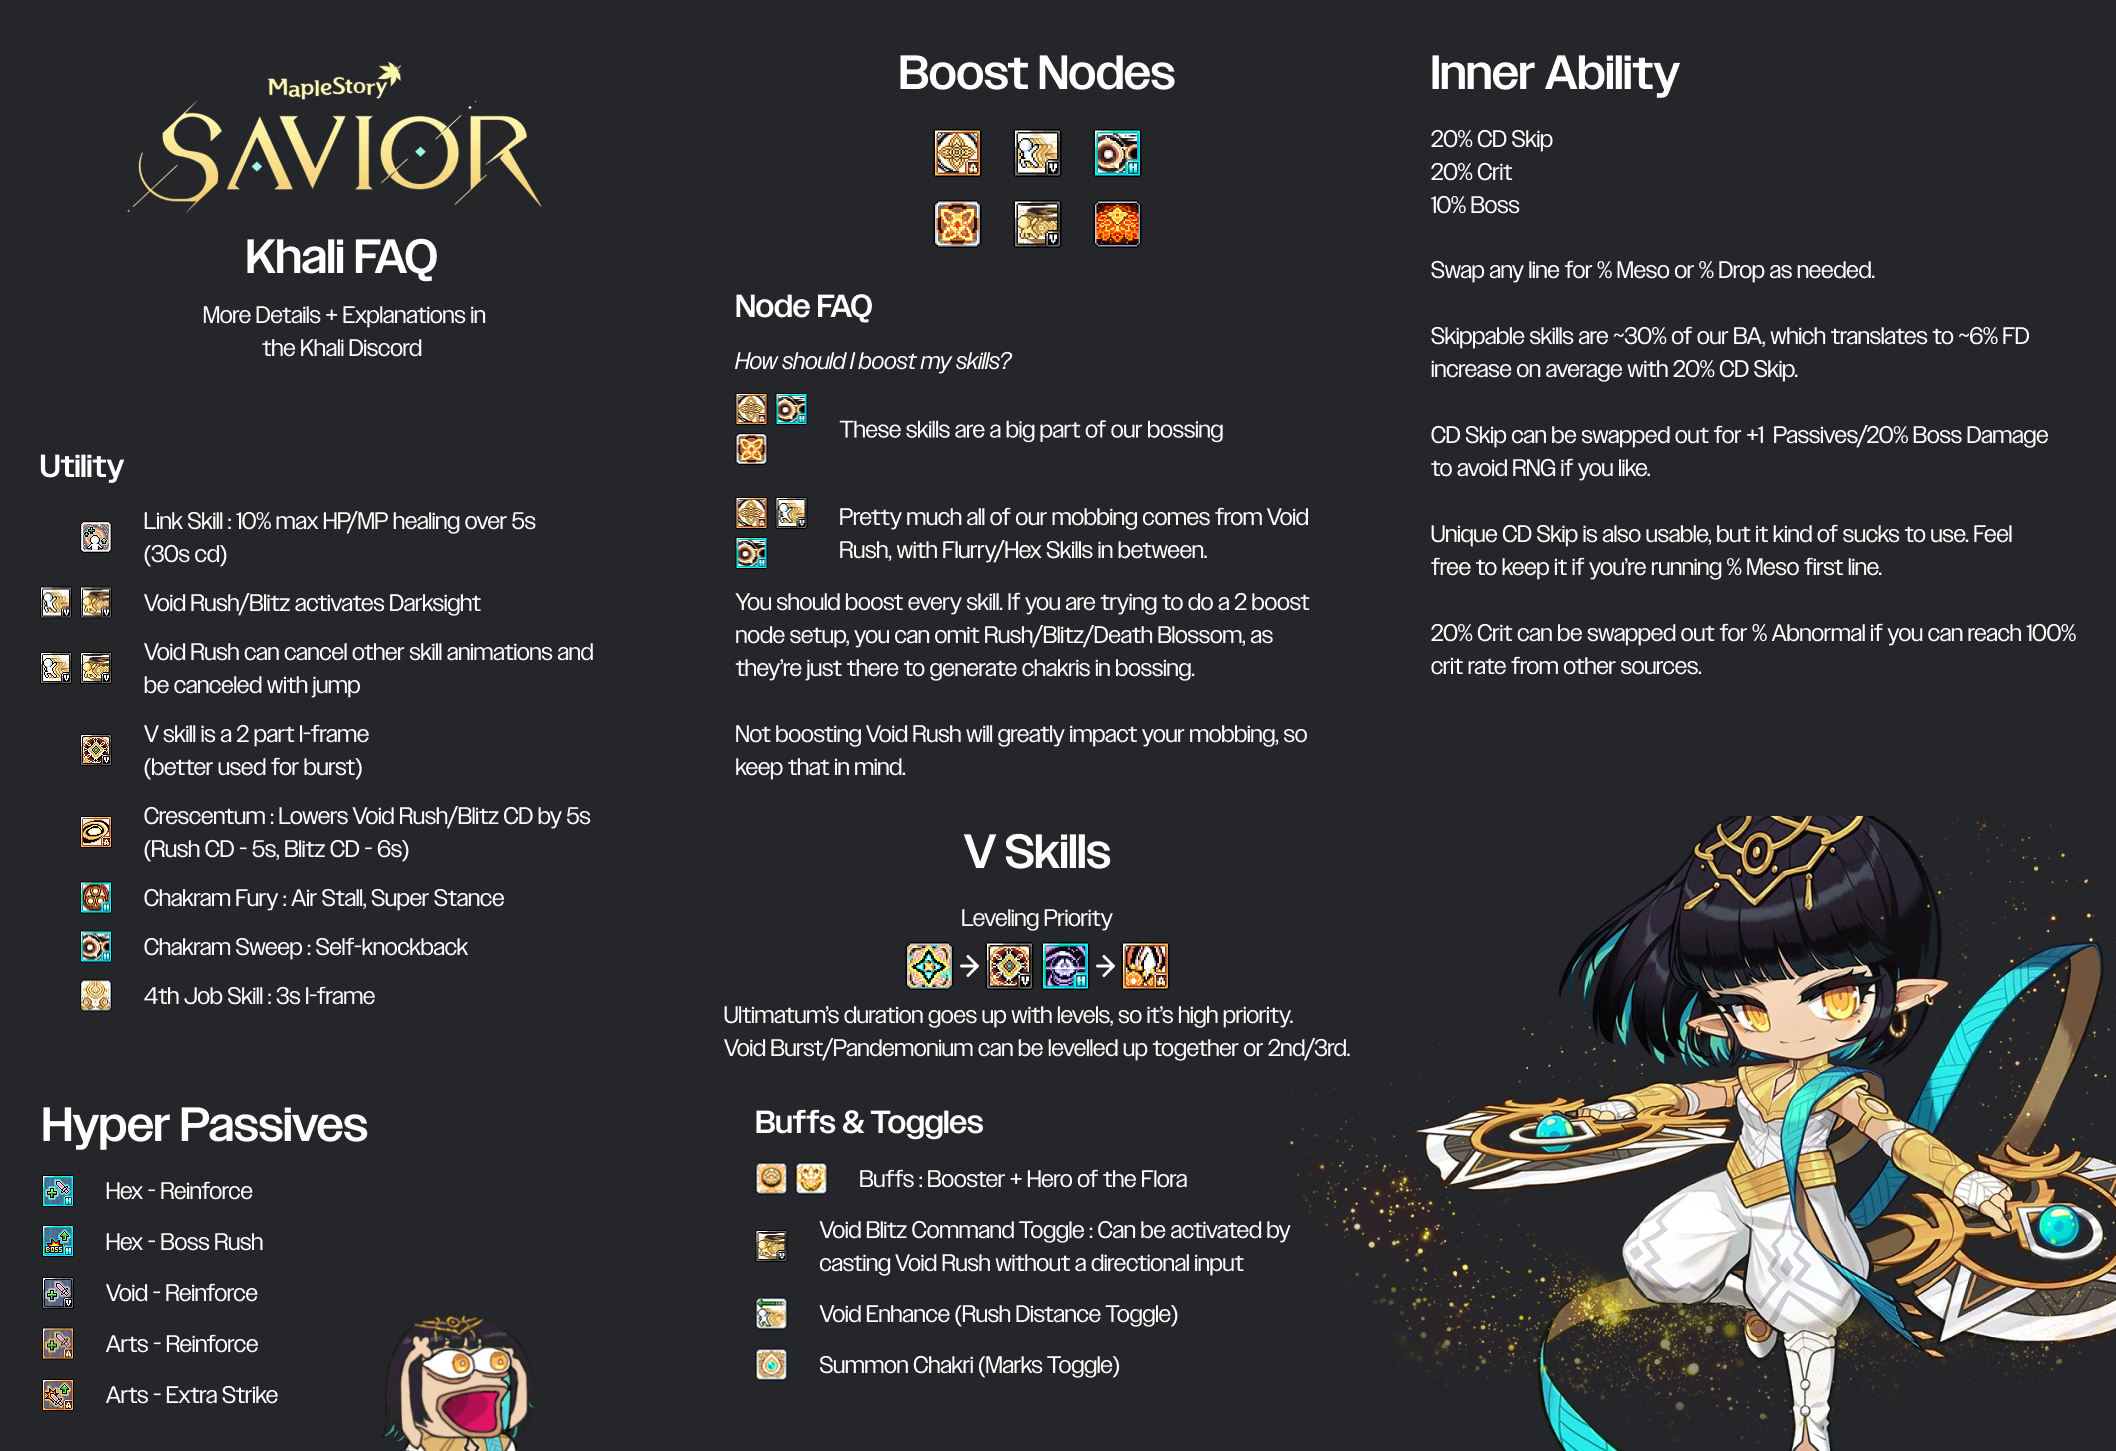 MapleStory
SAVIOR
Khali FAQ
More Details + Explanations in
the Khali Discord
Utility
Link Skill : 10% max HP/MP healing over 5s
(30s cd)
Void Rush/Blitz activates Darksight
Void Rush can cancel other skill animations and
be canceled with jump
V skill is a 2 part I-frame
(better used for burst)
Crescentum : Lowers Void Rush/Blitz CD by 5s
(Rush CD - 5s, Blitz CD - 6s)
Chakram Fury : Air Stall, Super Stance
Chakram Sweep : Self-knockback
4th Job Skill : 3s I-frame
Hyper Passives
Hex - Reinforce
Hex - Boss Rush
Void - Reinforce
Arts - Reinforce
Arts - Extra Strike
Boost Nodes
Node FAQ
How should I boost my skills?
These skills are a big part of our bossing
Pretty much all of our mobbing comes from Void
Rush, with Flurry/Hex Skills in between.
You should boost every skill. If you are trying to do a 2 boost
node setup, you can omit Rush/Blitz/Death Blossom, as
they're just there to generate chakris in bossing.
Not boosting Void Rush will greatly impact your mobbing, so
keep that in mind.
V Skills
Leveling Priority
Ultimatum's duration goes up with levels, so it's high priority.
Void Burst/Pandemonium can be levelled up together or 2nd/3rd.
Buffs & Toggles
Buffs : Booster + Hero of the Flora
Void Blitz Command Toggle : Can be activated by
casting Void Rush without a directional input
Void Enhance (Rush Distance Toggle)
Summon Chakri (Marks Toggle)
Inner Ability
20% CD Skip
20% Crit
10% Boss
Swap any line for % Meso or % Drop as needed.
Skippable skills are ~30% of our BA, which translates to ~6% FD
increase on average with 20% CD Skip.
CD Skip can be swapped out for +1 Passives/20% Boss Damage
to avoid RNG if you like.
Unique CD Skip is also usable, but it kind of sucks to use. Feel
free to keep it if you're running % Meso first line.
20% Crit can be swapped out for % Abnormal if you can reach 100%
crit rate from other sources.